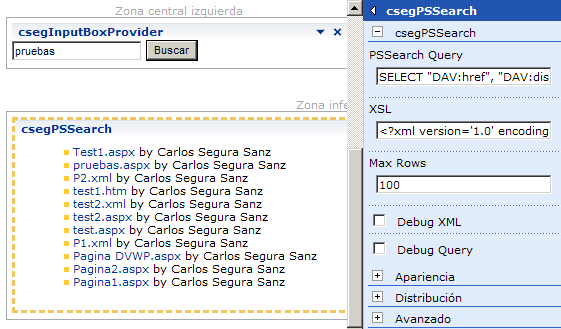 Zona central izquierda
csegInputBoxProvider
pruebas
Buscar
Zona infe
csegPSSearch
Test1.aspx by Carlos Segura Sanz
pruebas.aspx by Carlos Segura Sanz
P2.xml by Carlos Segura Sanz
test1.htm by Carlos Segura Sanz
test2.xml by Carlos Segura Sanz
test2.aspx by Carlos Segura Sanz
test.aspx by Carlos Segura Sanz
P1.xml by Carlos Segura Sanz
Pagina DVWP.aspx by Carlos Segura Sanz
Pagina2.aspx by Carlos Segura Sanz
Pagina1.aspx by Carlos Segura Sanz
csegPSSearch
csegPSSearch
PSSearch Query
SELECT "DAV:href", "DAV:dis
XSL
<?xml version='1.0' encoding
Max Rows
100
Debug XML
Debug Query
Apariencia
Distribución
Avanzado